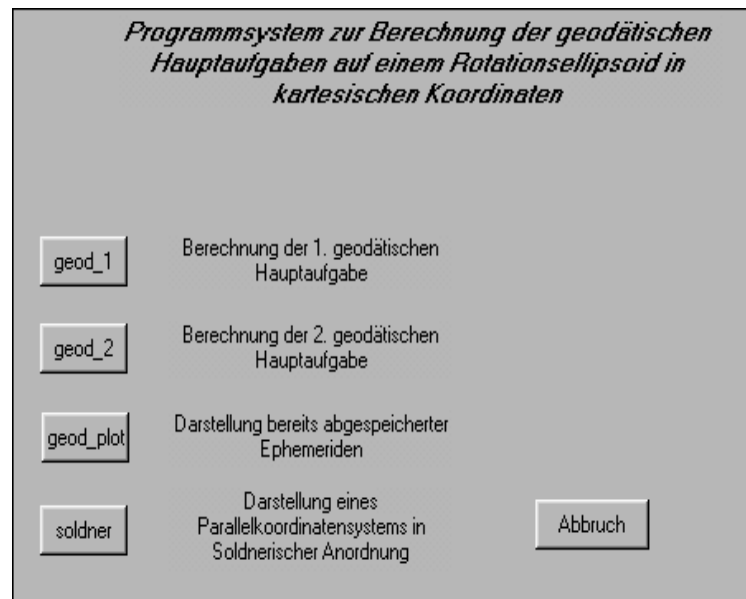 Programmsystem zur Berechnung der geodätischen
Hauptaufgaben auf einem Rotationsellipsoid in
kartesischen Koordinaten
geod_1
Berechnung der 1. geodätischen
Hauptaufgabe
geod_2
Berechnung der 2. geodätischen
Hauptaufgabe
geod_plot
Darstellung bereits abgespeicherter
Ephemeriden
soldner
Darstellung eines
Parallelkoordinatensystems in
Soldnerischer Anordnung
Abbruch